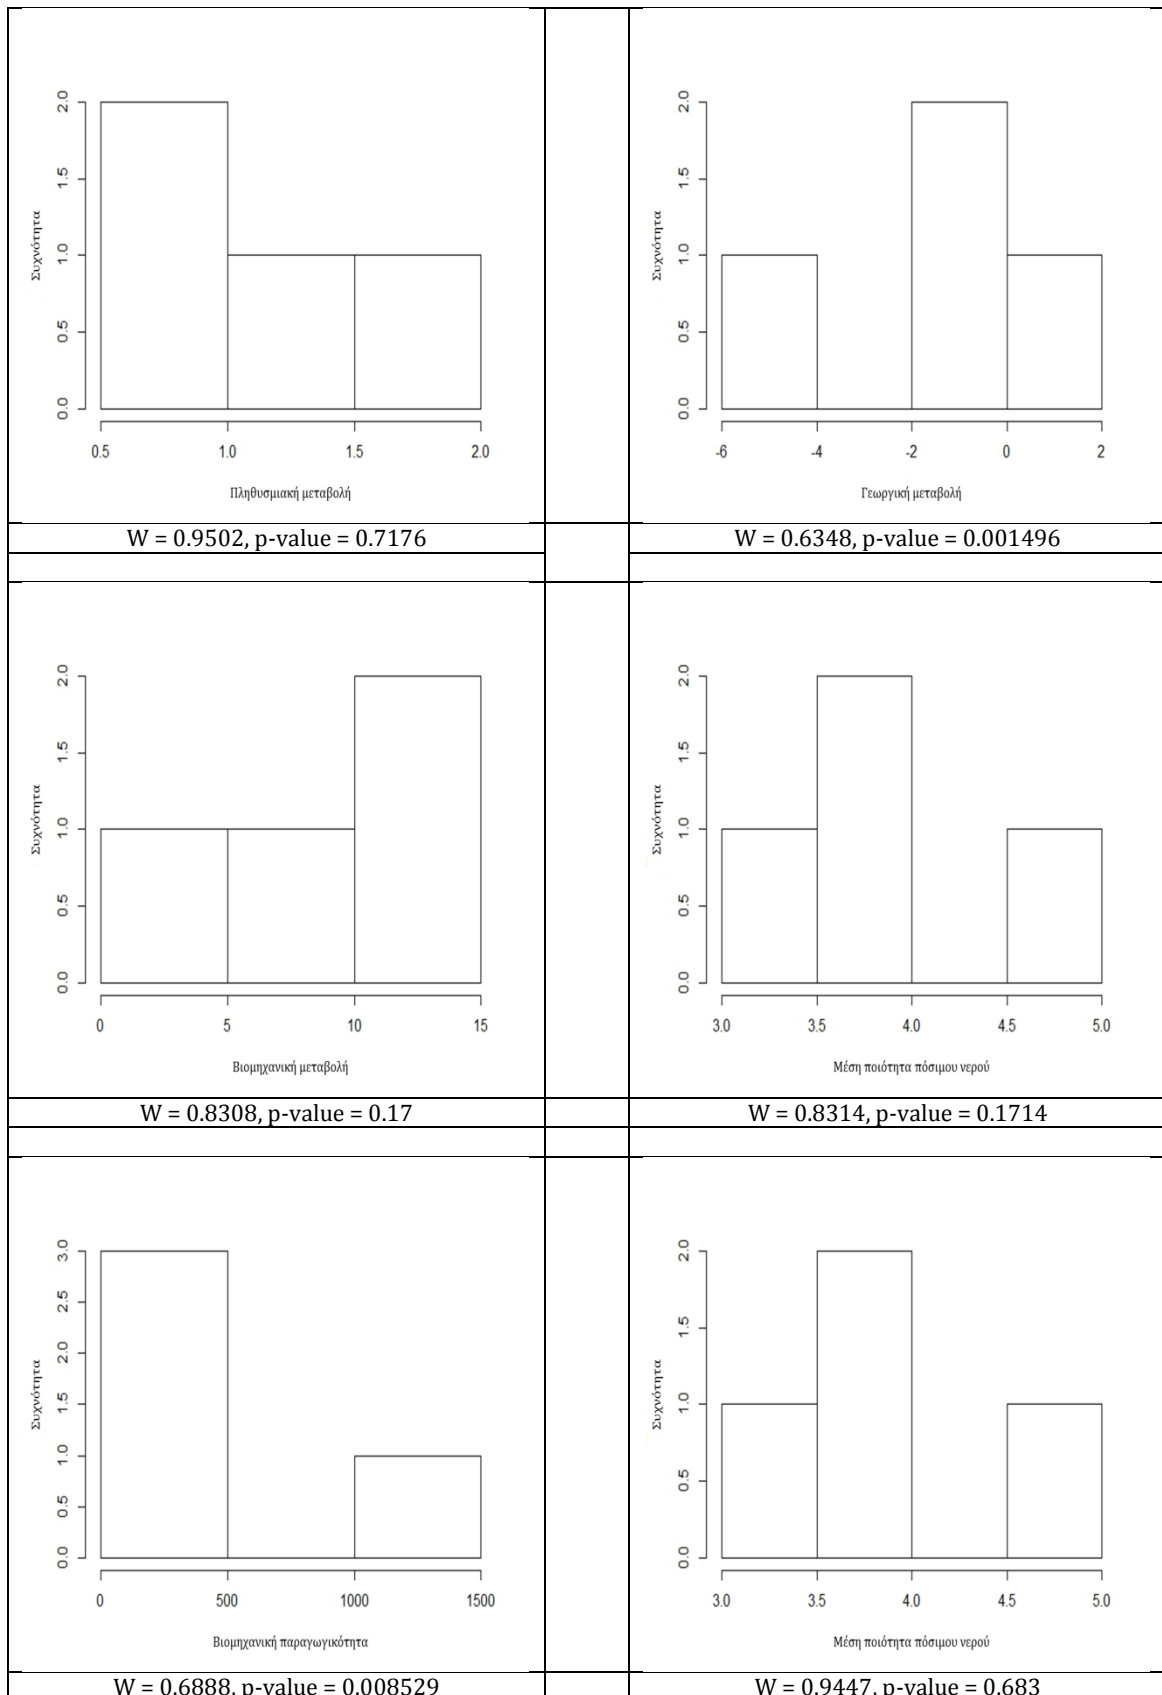 Συχνότητα
2.0
1.5
1.0
0.5
0.0
0.5 1.0 1.5 2.0
Πληθυσμιακή μεταβολή
W = 0.9502, p-value = 0.7176
Συχνότητα
2.0
1.5
1.0
0.5
0.0
-6 -4 -2 0 2
Γεωργική μεταβολή
W = 0.6348, p-value = 0.001496
Συχνότητα
2.0
1.5
1.0
0.5
0.0
0 5 10 15
Βιομηχανική μεταβολή
W = 0.8308, p-value = 0.17
Συχνότητα
2.0
1.5
1.0
0.5
0.0
3.0 3.5 4.0 4.5 5.0
Μέση ποιότητα πόσιμου νερού
W = 0.8314, p-value = 0.1714
Συχνότητα
3.0
2.5
2.0
1.5
1.0
0.5
0.0
0 500 1000 1500
Βιομηχανική παραγωγικότητα
W = 0.6888, p-value = 0.008529
Συχνότητα
2.0
1.5
1.0
0.5
0.0
3.0 3.5 4.0 4.5 5.0
Μέση ποιότητα πόσιμου νερού
W = 0.9447, p-value = 0.683